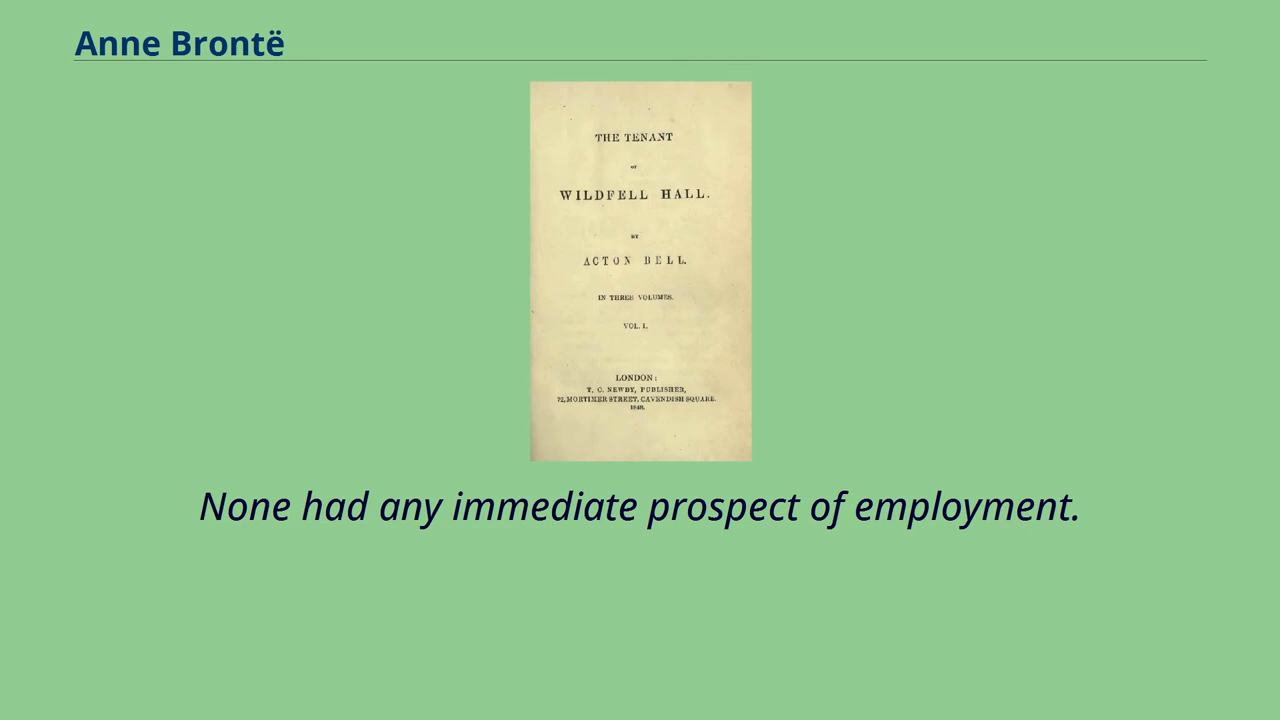 Anne Brontë
THE TENANT
OF
WILDFELL HALL.
BY
ACTON BELL.
IN THREE VOLUMES.
VOL. I.
LONDON:
T. C. NEWBY, PUBLISHER,
72, MORTIMER STREET, CAVENDISH SQUARE.
1848.
None had any immediate prospect of employment.